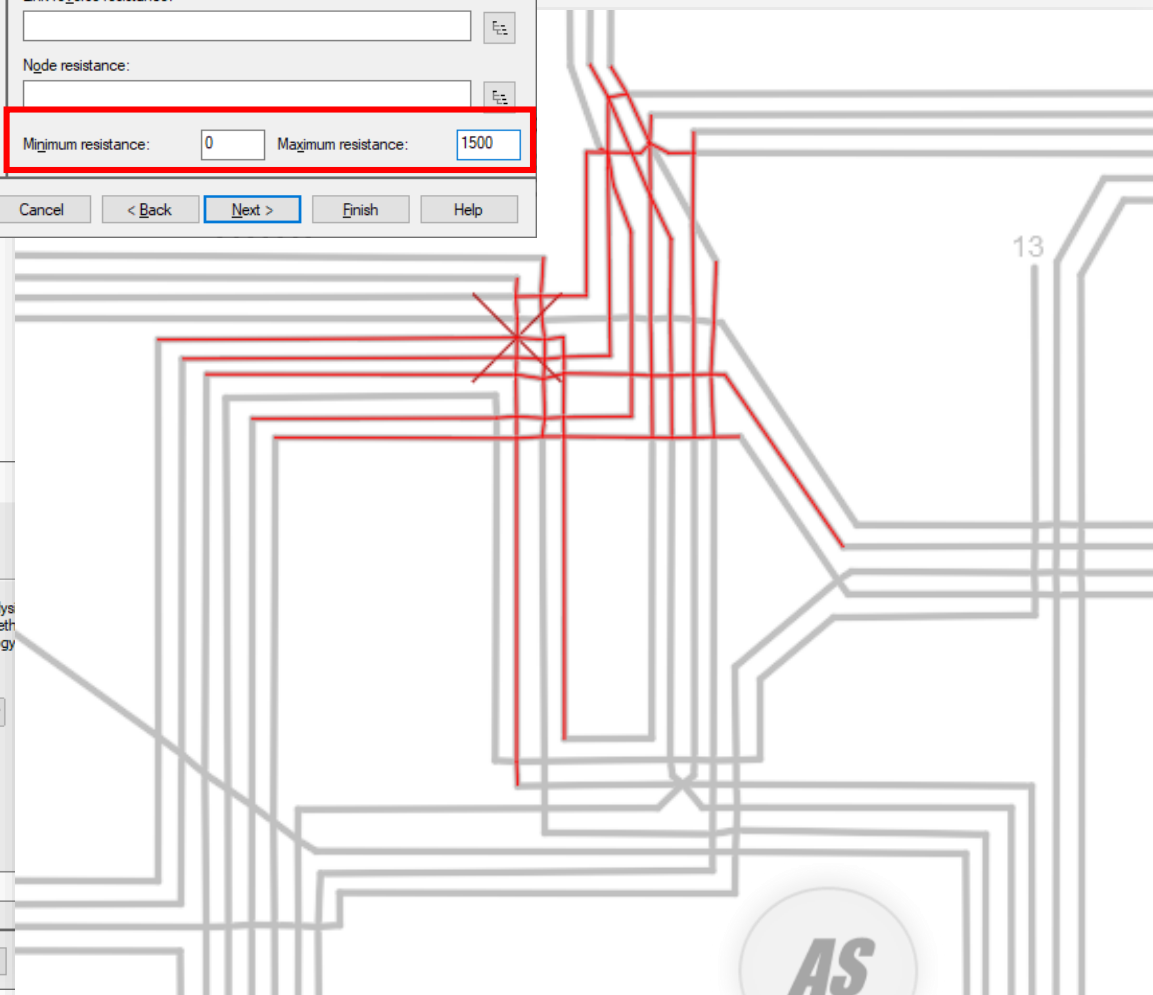 Node resistance:
Minimum resistance: 0 Maximum resistance: 1500
Cancel < Back Next > Finish Help
13
AS